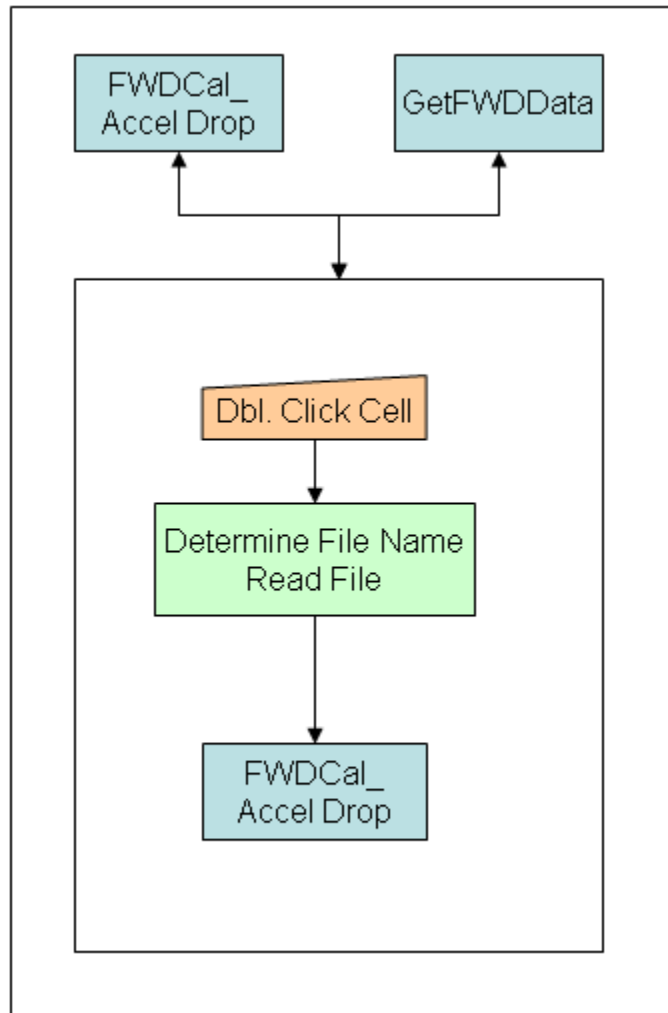 FWDCal_
Accel Drop
GetFWDData
Dbl. Click Cell
Determine File Name
Read File
FWDCal_
Accel Drop